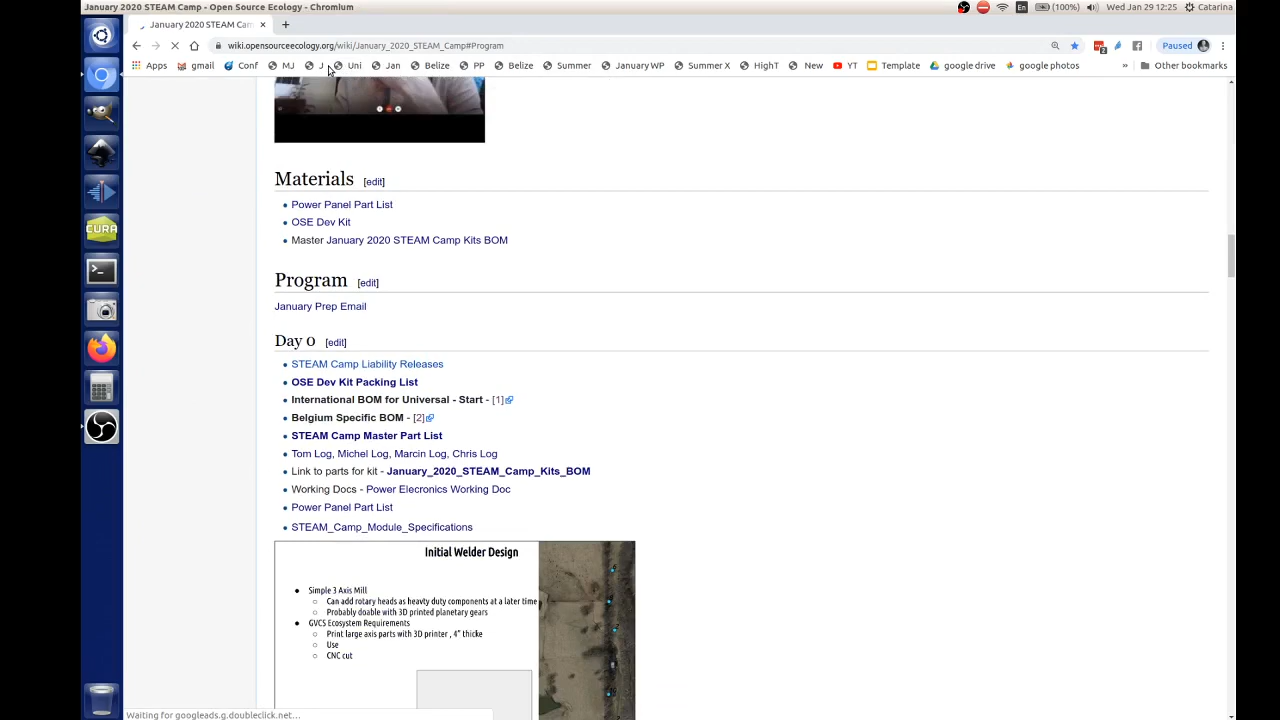 January 2020 STEAM Camp - Open Source Ecology - Chromium
En (100%) Wed Jan 29 12:25 Catarina
January 2020 STEAM Cam
wiki.opensourceecology.org/wiki/January_2020_STEAM_Camp#Program
Paused
Apps gmail Conf MJ J Uni Jan Belize PP Belize Summer January WP Summer X HighT New YT Template google drive google photos » Other bookmarks
Materials [edit]
Power Panel Part List
OSE Dev Kit
Master January 2020 STEAM Camp Kits BOM
Program [edit]
January Prep Email
Day 0 [edit]
STEAM Camp Liability Releases
OSE Dev Kit Packing List
International BOM for Universal - Start - [1]
Belgium Specific BOM - [2]
STEAM Camp Master Part List
Tom Log, Michel Log, Marcin Log, Chris Log
Link to parts for kit - January_2020_STEAM_Camp_Kits_BOM
Working Docs - Power Elecronics Working Doc
Power Panel Part List
STEAM_Camp_Module_Specifications
Initial Welder Design
Simple 3 Axis Mill
Can add rotary heads as heavty duty components at a later time
Probably doable with 3D printed planetary gears
GVCS Ecosystem Requirements
Print large axis parts with 3D printer , 4" thicke
Use
CNC cut
CURA
Waiting for googleads.g.doubleclick.net...